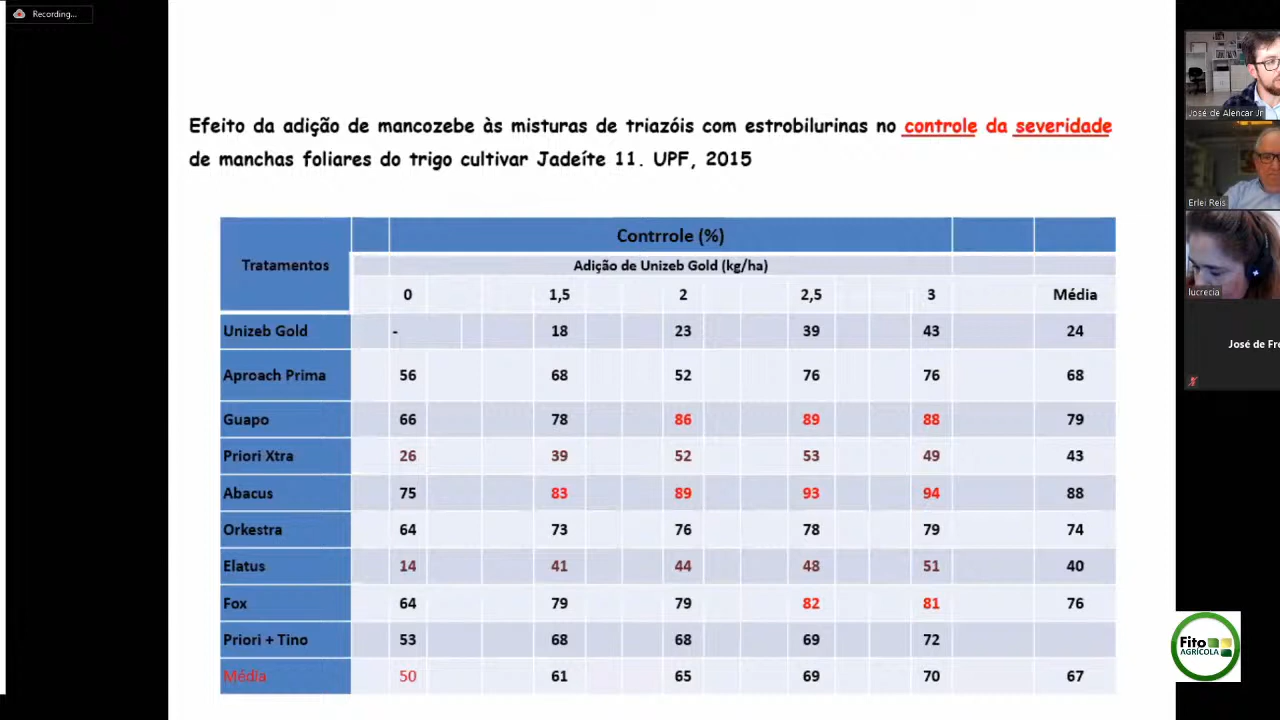 Recording...
Efeito da adição de mancozebe às misturas de triazóis com estrobilurinas no controle da severidade
de manchas foliares do trigo cultivar Jadeíte 11. UPF, 2015
Tratamentos Contrrole (%)
Adição de Unizeb Gold (kg/ha)
0 1,5 2 2,5 3 Média
Unizeb Gold - 18 23 39 43 24
Aproach Prima 56 68 52 76 76 68
Guapo 66 78 86 89 88 79
Priori Xtra 26 39 52 53 49 43
Abacus 75 83 89 93 94 88
Orkestra 64 73 76 78 79 74
Elatus 14 41 44 48 51 40
Fox 64 79 79 82 81 76
Priori + Tino 53 68 68 69 72
Média 50 61 65 69 70 67
José de Alencar Jr
Erlei Reis
lucrecia
José de Fre
Fito
AGRÍCOLA